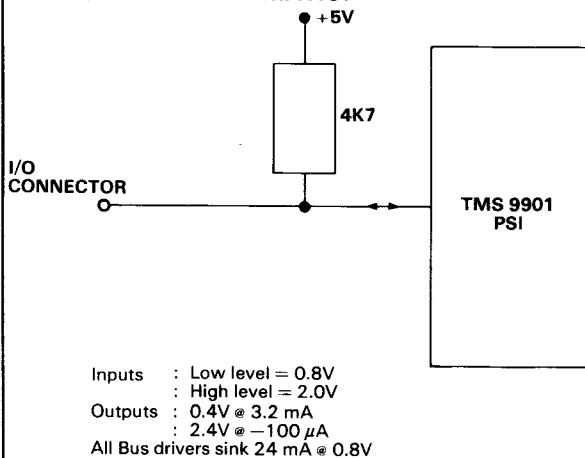 +5V
4K7
I/O
CONNECTOR
TMS 9901
PSI
Inputs : Low level = 0.8V
: High level = 2.0V
Outputs : 0.4V @ 3.2 mA
: 2.4V @ −100 µA
All Bus drivers sink 24 mA @ 0.8V